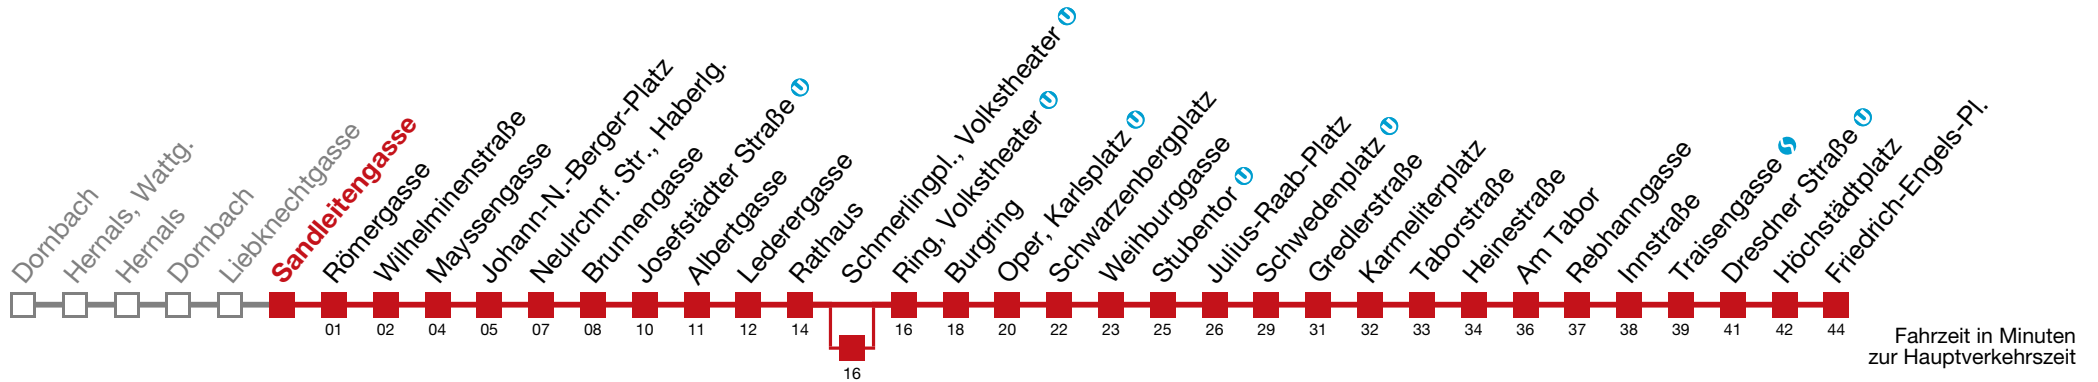 Dornbach
Hernals, Wattg.
Hernals
Dornbach
Liebknechtgasse
Sandleitengasse
Römergasse
Wilhelminenstraße
Mayssengasse
Johann-N.-Berger-Platz
Neulrchnf. Str., Haberlg.
Brunnengasse
Josefstädter Straße U
Albertgasse
Lederergasse
Rathaus
Schmerlingpl., Volkstheater U
Ring, Volkstheater U
Burgring
Oper, Karlsplatz U
Schwarzenbergplatz
Weihburggasse
Stubentor U
Julius-Raab-Platz
Schwedenplatz U
Gredlerstraße
Karmeliterplatz
Taborstraße
Heinestraße
Am Tabor
Rebhanngasse
Innstraße
Traisengasse S
Dresdner Straße U
Höchstädtplatz
Friedrich-Engels-Pl.
01 02 04 05 07 08 10 11 12 14 16 18 20 22 23 25 26 29 31 32 33 34 36 37 38 39 41 42 44
16
Fahrzeit in Minuten
zur Hauptverkehrszeit